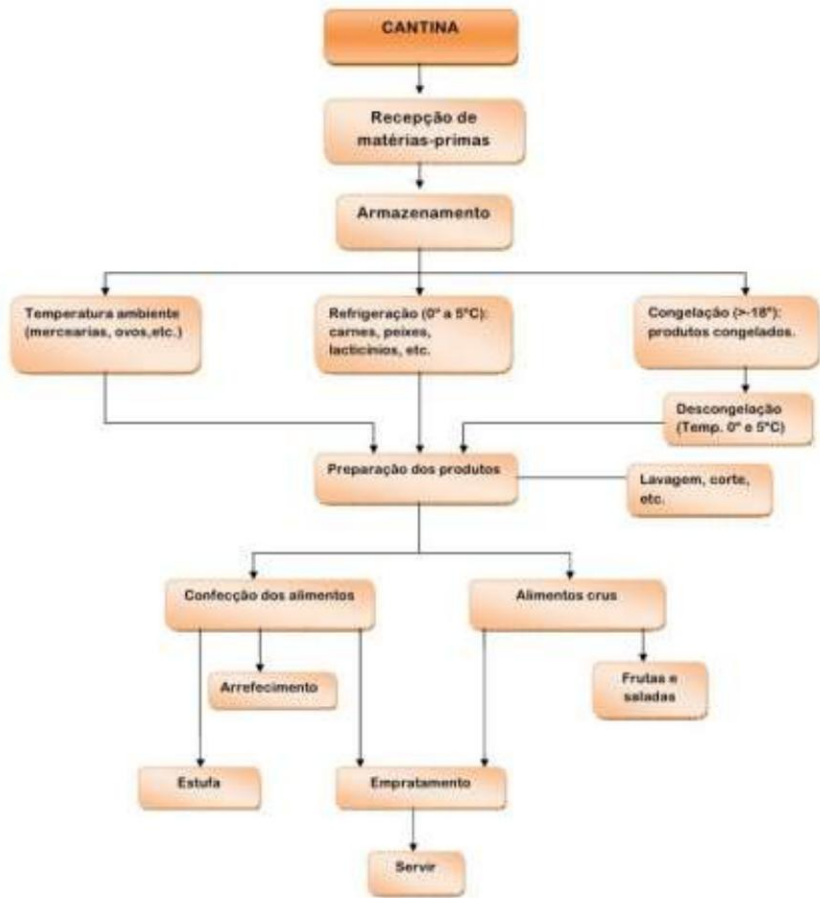 CANTINA
Recepção de
matérias-primas
Armazenamento
Temperatura ambiente
(mercearias, ovos,etc.)
Refrigeração (0º a 5ºC):
carnes, peixes,
lacticínios, etc.
Congelação (>-18º):
produtos congelados.
Descongelação
(Temp. 0º e 5ºC)
Preparação dos produtos
Lavagem, corte,
etc.
Confecção dos alimentos
Alimentos crus
Arrefecimento
Frutas e
saladas
Estufa
Empratamento
Servir